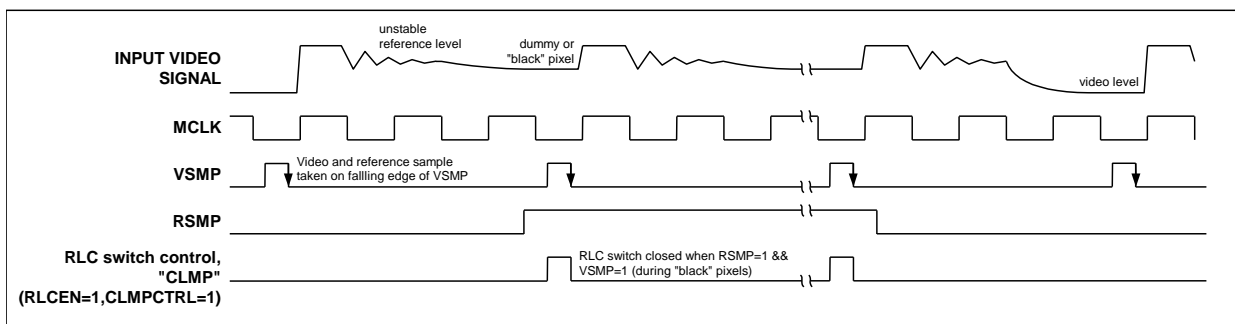 unstable
reference level
dummy or
"black" pixel
INPUT VIDEO
SIGNAL
video level
MCLK
VSMP
Video and reference sample
taken on fallling edge of VSMP
RSMP
RLC switch control,
"CLMP"
(RLCEN=1,CLMPCTRL=1)
RLC switch closed when RSMP=1 &&
VSMP=1 (during "black" pixels)